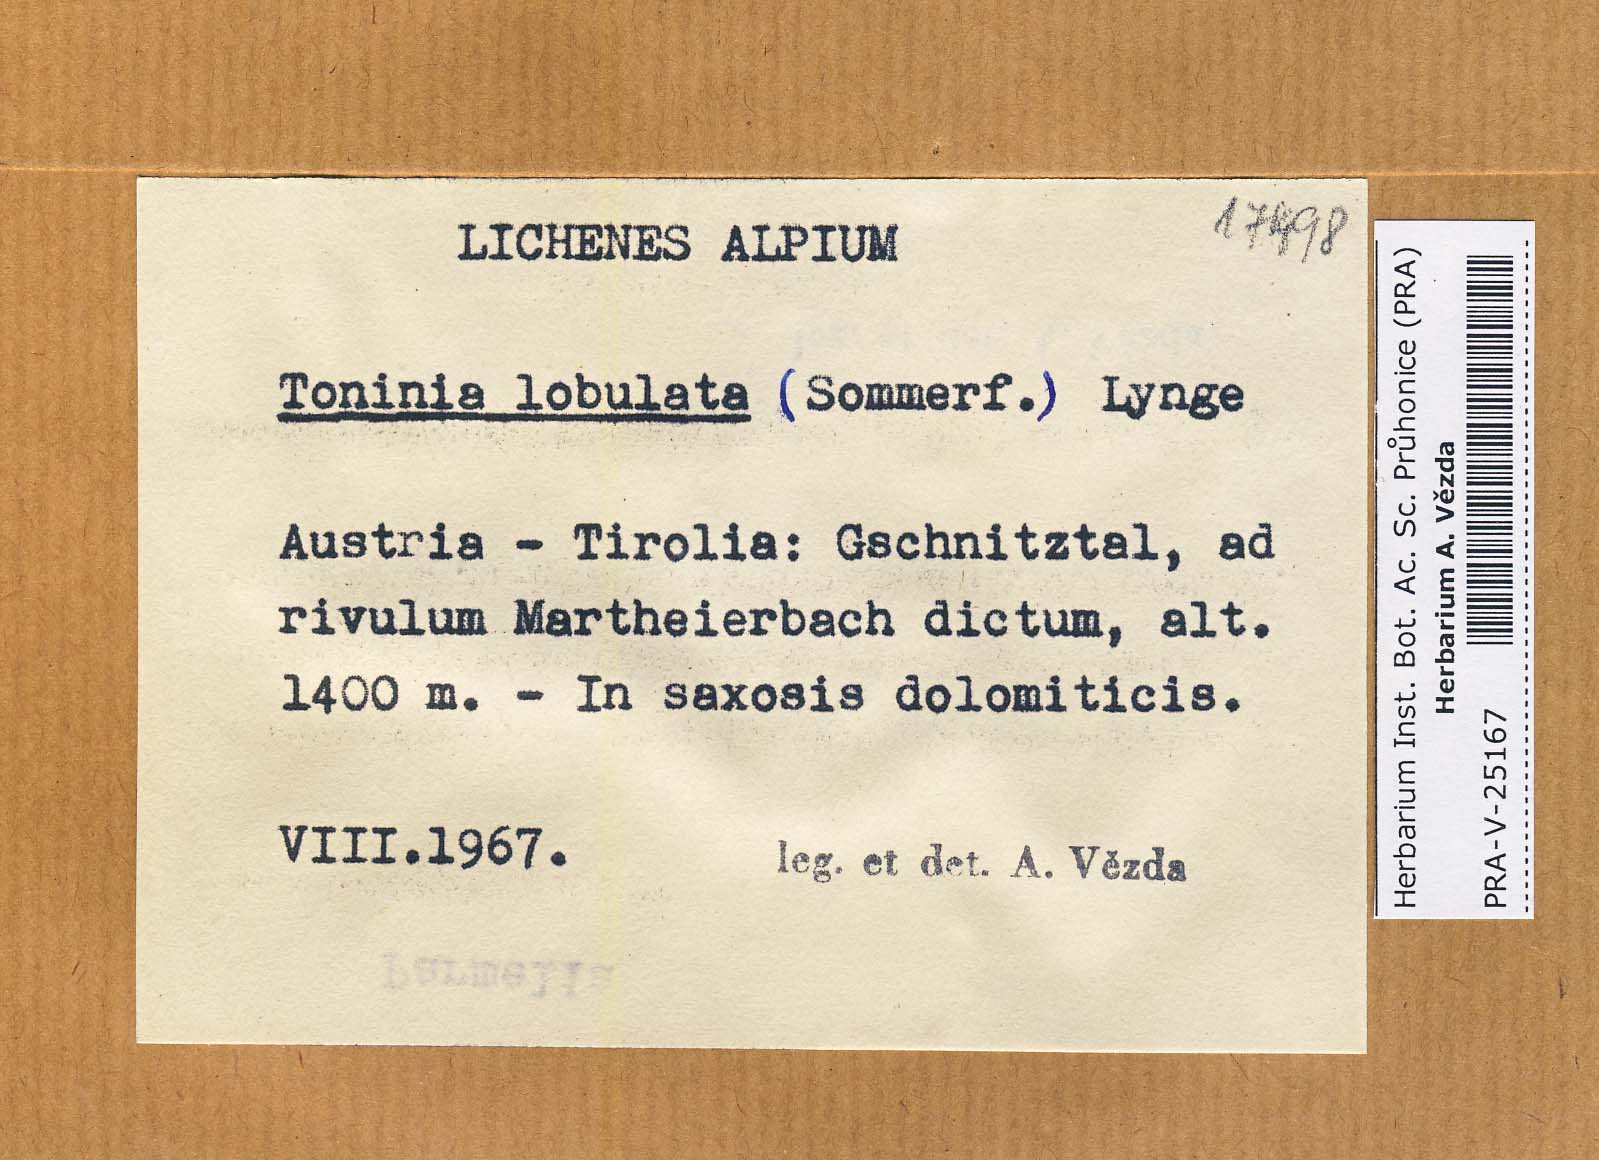 LICHENES ALPIUM
Toninia lobulata (Sommerf.) Lynge
Austria - Tirolia: Gschnitztal, ad
rivulum Martheierbach dictum, alt.
1400 m. - In saxosis dolomiticis.
VIII.1967.
leg. et det. A. Vězda
Parmelia
Herbarium Inst. Bot. Ac. Sc. Průhonice (PRA)
Herbarium A. Vězda
PRA-V-25167